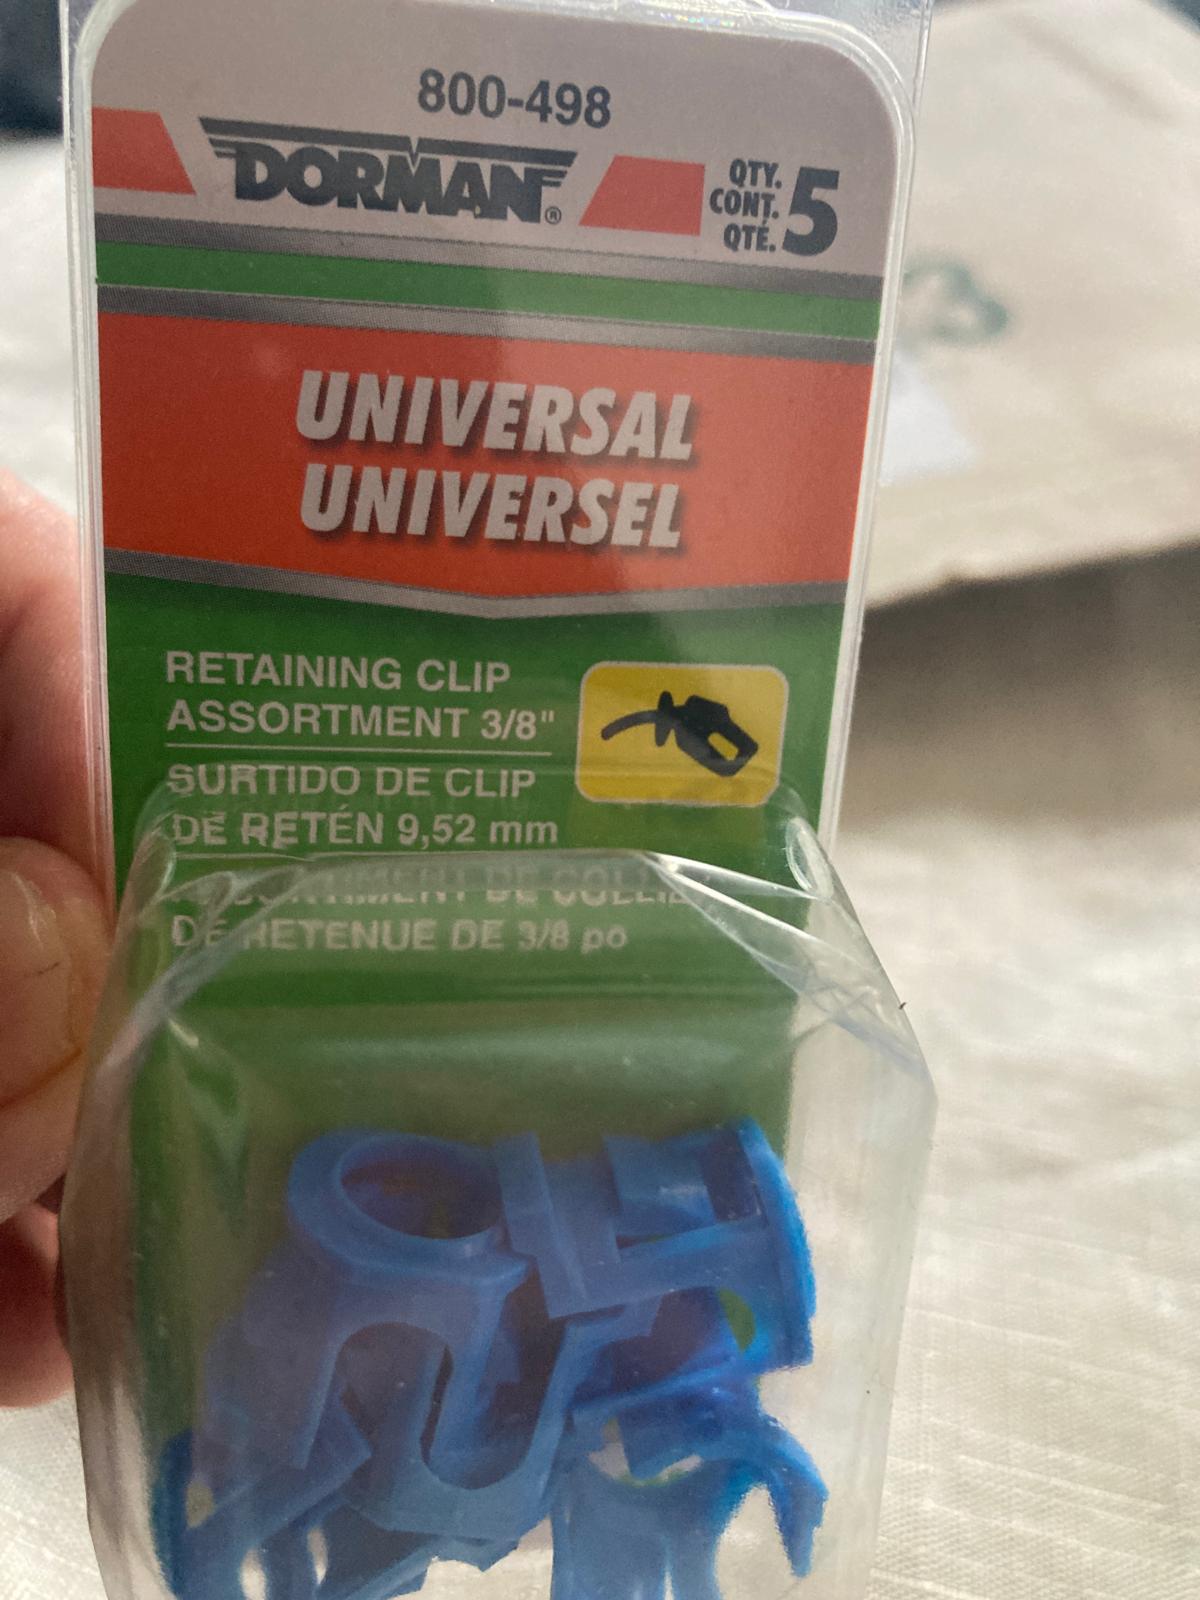 800-498
DORMAN®
QTY.
CONT.
QTÉ.
5
UNIVERSAL
UNIVERSEL
RETAINING CLIP
ASSORTMENT 3/8"
SURTIDO DE CLIP
DE RETÉN 9,52 mm
DE
DE RETENUE DE 3/8 po